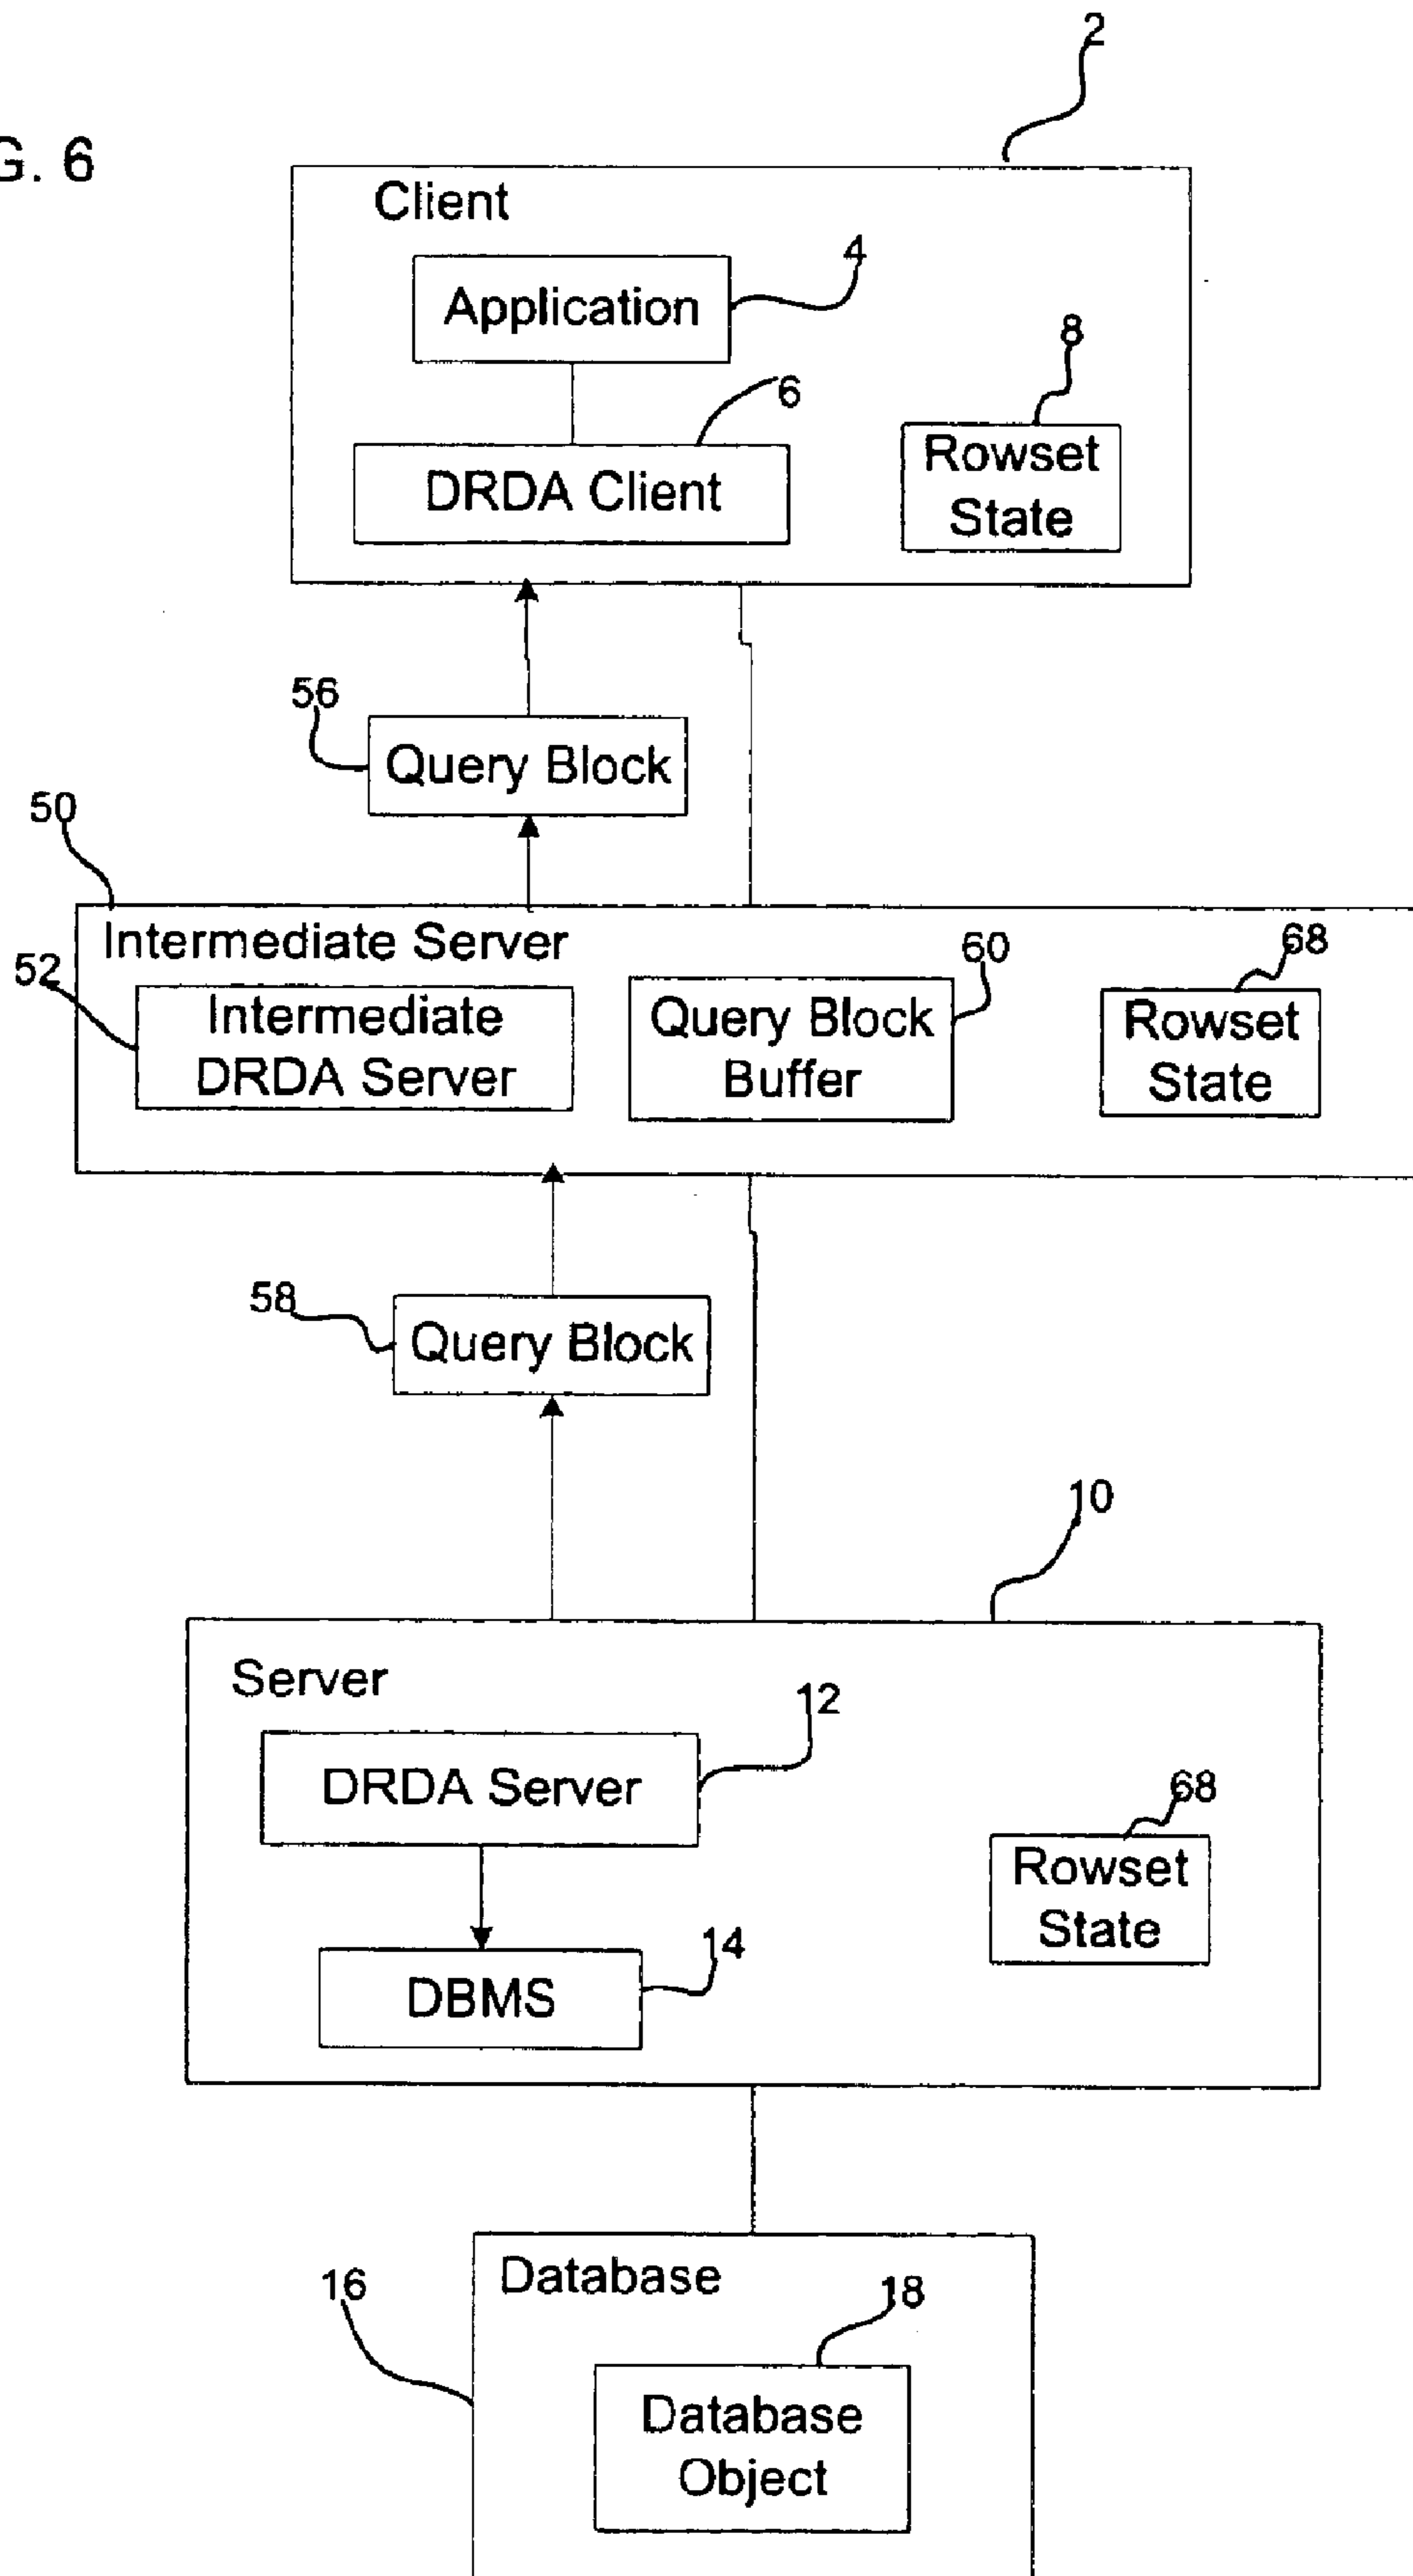 2
G. 6
Client
4
Application
8
6
Rowset
State
DRDA Client
56
Query Block
50
Intermediate Server
60
68
52
Intermediate
DRDA Server
Query Block
Buffer
Rowset
State
58
Query Block
10
Server
12
DRDA Server
68
Rowset
State
14
DBMS
Database
16
18
Database
Object